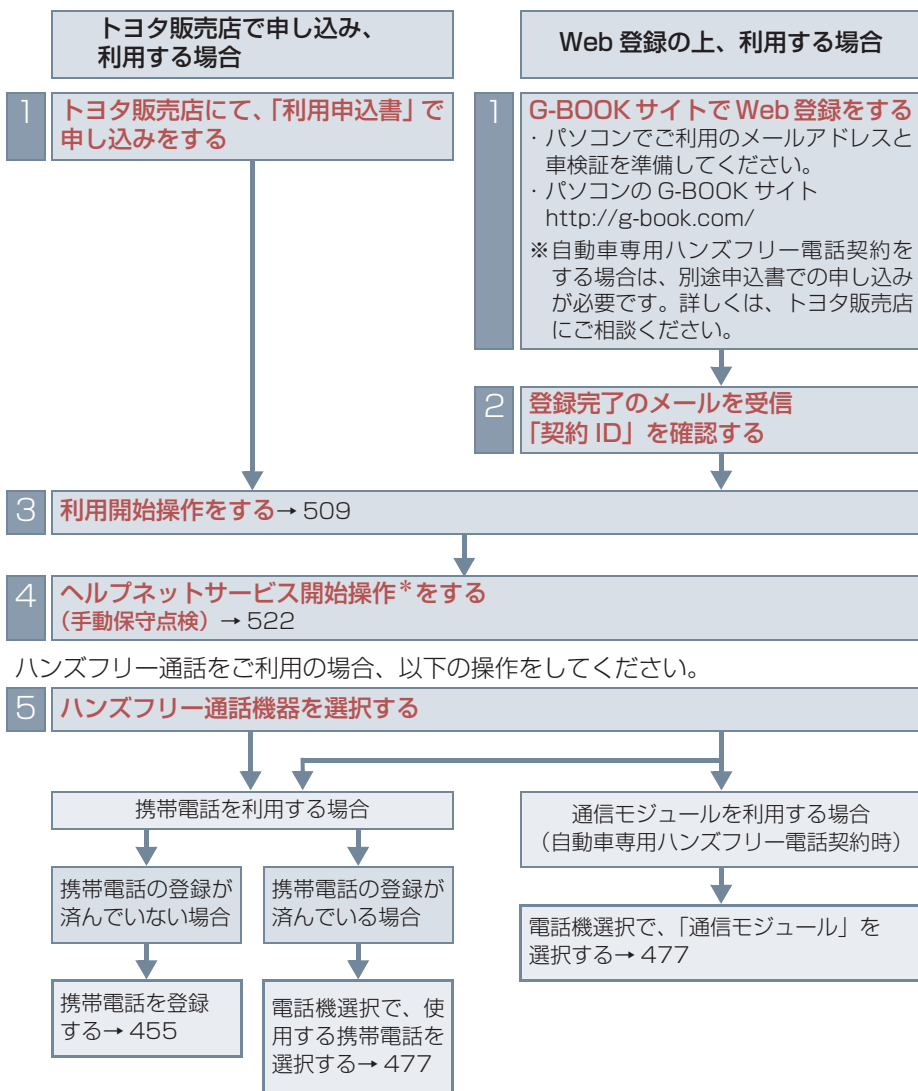 トヨタ販売店で申し込み、
利用する場合
Web 登録の上、利用する場合
1 トヨタ販売店にて、「利用申込書」で
申し込みをする
1 G-BOOK サイトで Web 登録をする
・パソコンでご利用のメールアドレスと
車検証を準備してください。
・パソコンの G-BOOK サイト
http://g-book.com/
※自動車専用ハンズフリー電話契約を
する場合は、別途申込書での申し込み
が必要です。詳しくは、トヨタ販売店
にご相談ください。
2 登録完了のメールを受信
「契約 ID」を確認する
3 利用開始操作をする→ 509
4 ヘルプネットサービス開始操作*をする
(手動保守点検) → 522
ハンズフリー通話をご利用の場合、以下の操作をしてください。
5 ハンズフリー通話機器を選択する
携帯電話を利用する場合
携帯電話の登録が
済んでいない場合
携帯電話を登録
する→ 455
携帯電話の登録が
済んでいる場合
電話機選択で、使
用する携帯電話を
選択する→ 477
通信モジュールを利用する場合
(自動車専用ハンズフリー電話契約時)
電話機選択で、「通信モジュール」を
選択する→ 477